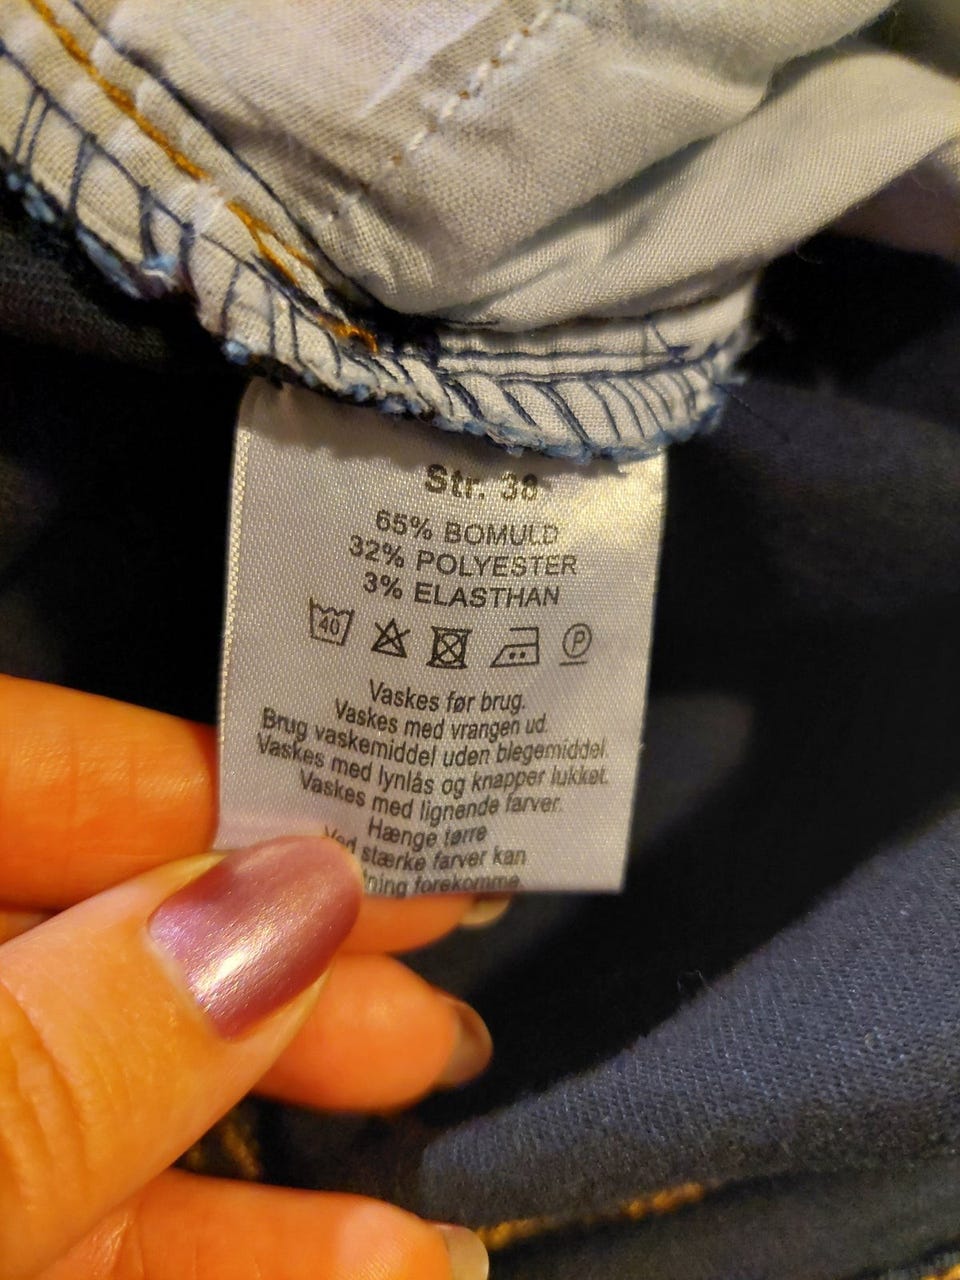 Str. 38
65% BOMULD
32% POLYESTER
3% ELASTHAN
40 P
Vaskes før brug.
Vaskes med vrangen ud.
Brug vaskemiddel uden blegemiddel.
Vaskes med lynlås og knapper lukket.
Vaskes med lignende farver.
Hænge tørre
Ved stærke farver kan
forekomme